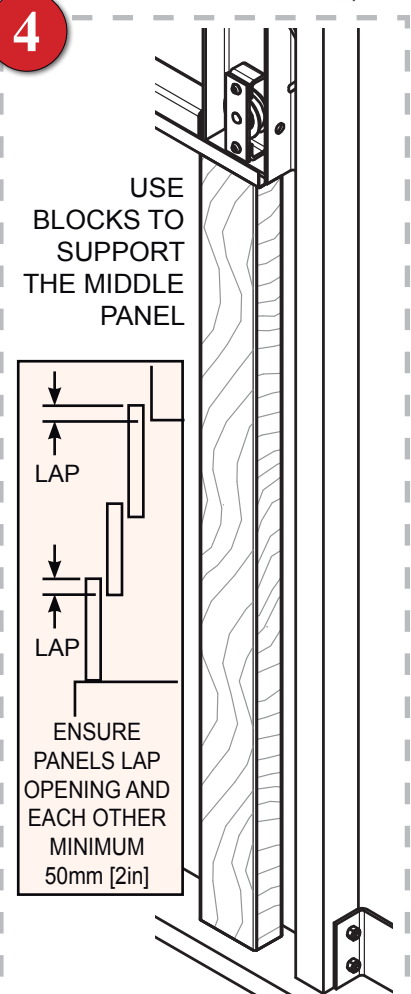 4
USE
BLOCKS TO
SUPPORT
THE MIDDLE
PANEL
LAP
LAP
ENSURE
PANELS LAP
OPENING AND
EACH OTHER
MINIMUM
50mm [2in]